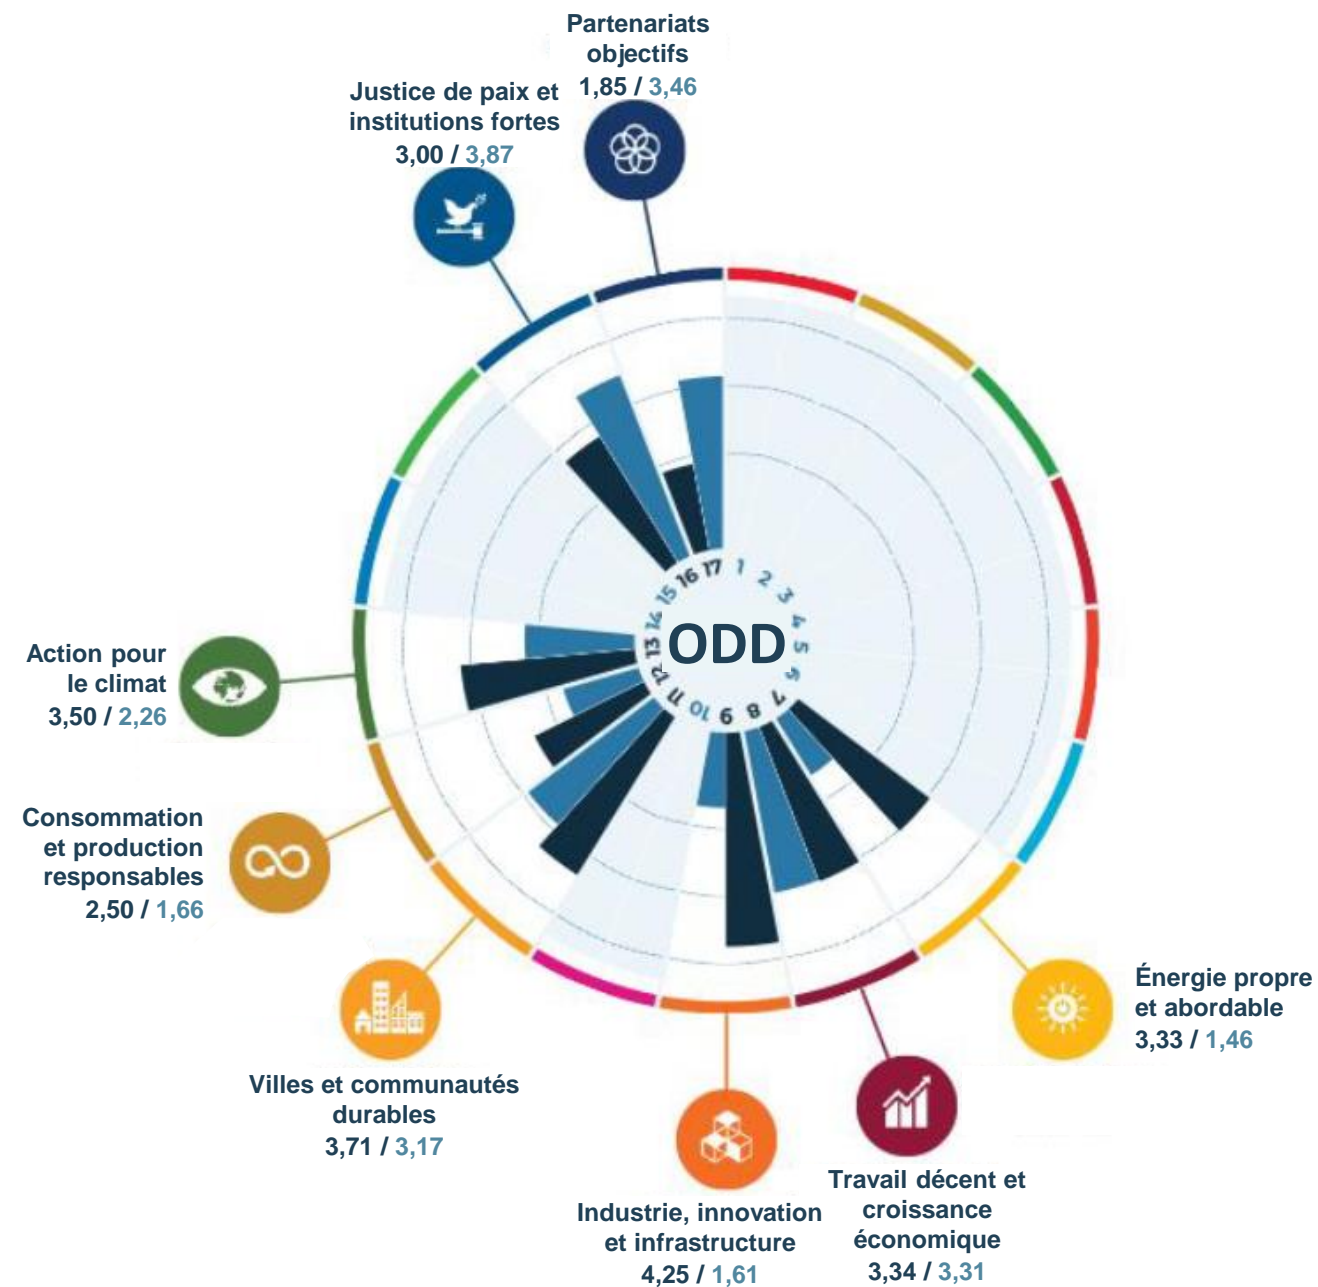 Partenariats
objectifs
1,85 / 3,46
Justice de paix et
institutions fortes
3,00 / 3,87
17 1 2 3 4 5 6 7 8 9 10 11 12 13 14 15 16
ODD
Action pour
le climat
3,50 / 2,26
Consommation
et production
responsables
2,50 / 1,66
Villes et communautés
durables
3,71 / 3,17
Industrie, innovation
et infrastructure
4,25 / 1,61
Travail décent et
croissance
économique
3,34 / 3,31
Énergie propre
et abordable
3,33 / 1,46